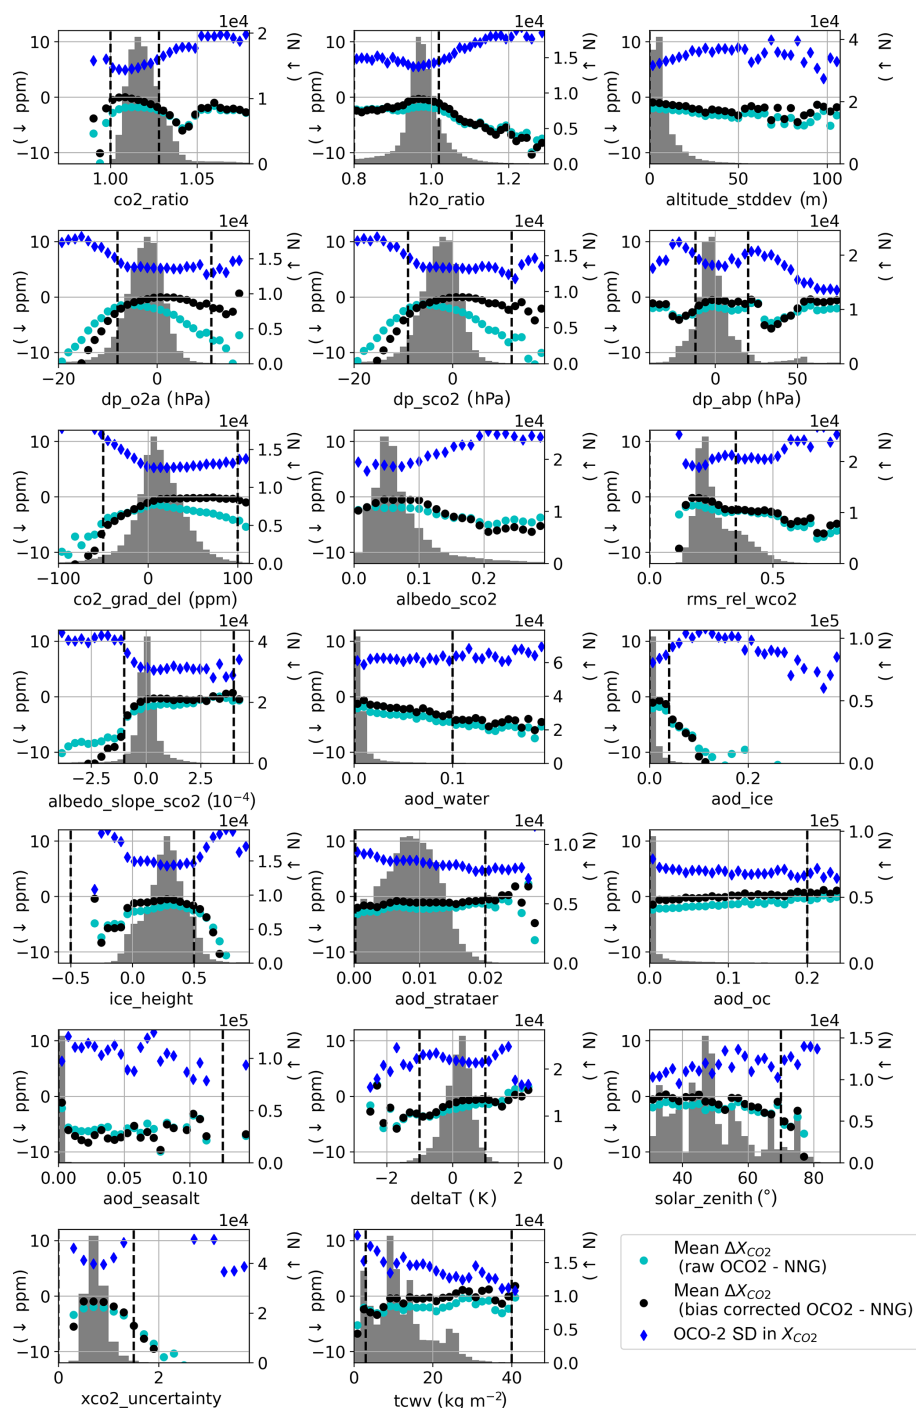 1e4 1e4
10 (↓ ppm) 0 −10 2 1 0 (↑ N) 10 (↓ ppm) 0 −10 1.5 1.0 0.5 0.0 (↑ N) 10 (↓ ppm) 0 −10 4 2 0 (↑ N)
1.00 1.05 0.8 1.0 1.2 0 50 100
co2_ratio h2o_ratio altitude_stddev (m)
1e4 1e4
10 (↓ ppm) 0 −10 1.5 1.0 0.5 0.0 (↑ N) 10 (↓ ppm) 0 −10 1.5 1.0 0.5 0.0 (↑ N) 10 (↓ ppm) 0 −10 2 1 0 (↑ N)
−20 0 −20 0 0 50
dp_o2a (hPa) dp_sco2 (hPa) dp_abp (hPa)
1e4 1e4
10 (↓ ppm) 0 −10 1.5 1.0 0.5 0.0 (↑ N) 10 (↓ ppm) 0 −10 2 1 0 (↑ N) 10 (↓ ppm) 0 −10 2 1 0 (↑ N)
−100 0 100 0.0 0.1 0.2 0.0 0.5
co2_grad_del (ppm) albedo_sco2 rms_rel_wco2
1e4 1e5
10 (↓ ppm) 0 −10 4 2 0 (↑ N) 10 (↓ ppm) 0 −10 6 4 2 0 (↑ N) 10 (↓ ppm) 0 −10 1.0 0.5 0.0 (↑ N)
−2.5 0.0 2.5 0.0 0.1 0.0 0.2
albedo_slope_sco2 (10⁻⁴) aod_water aod_ice
1e4 1e4 1e5
10 (↓ ppm) 0 −10 1.5 1.0 0.5 0.0 (↑ N) 10 (↓ ppm) 0 −10 1.0 0.5 0.0 (↑ N) 10 (↓ ppm) 0 −10 1.0 0.5 0.0 (↑ N)
−0.5 0.0 0.5 0.00 0.01 0.02 0.0 0.1 0.2
ice_height aod_strataer aod_oc
1e5 1e4 1e4
10 (↓ ppm) 0 −10 1.0 0.5 0.0 (↑ N) 10 (↓ ppm) 0 −10 2 1 0 (↑ N) 10 (↓ ppm) 0 −10 1.5 1.0 0.5 0.0 (↑ N)
0.00 0.05 0.10 −2 0 2 40 60 80
aod_seasalt deltaT (K) solar_zenith (°)
1e4 1e4
10 (↓ ppm) 0 −10 4 2 0 (↑ N) 10 (↓ ppm) 0 −10 1.5 1.0 0.5 0.0 (↑ N)
0 2 0 20 40
xco2_uncertainty tcwv (kg m⁻²)
Mean ΔX_CO2
(raw OCO2 - NNG)
Mean ΔX_CO2
(bias corrected OCO2 - NNG)
OCO-2 SD in X_CO2